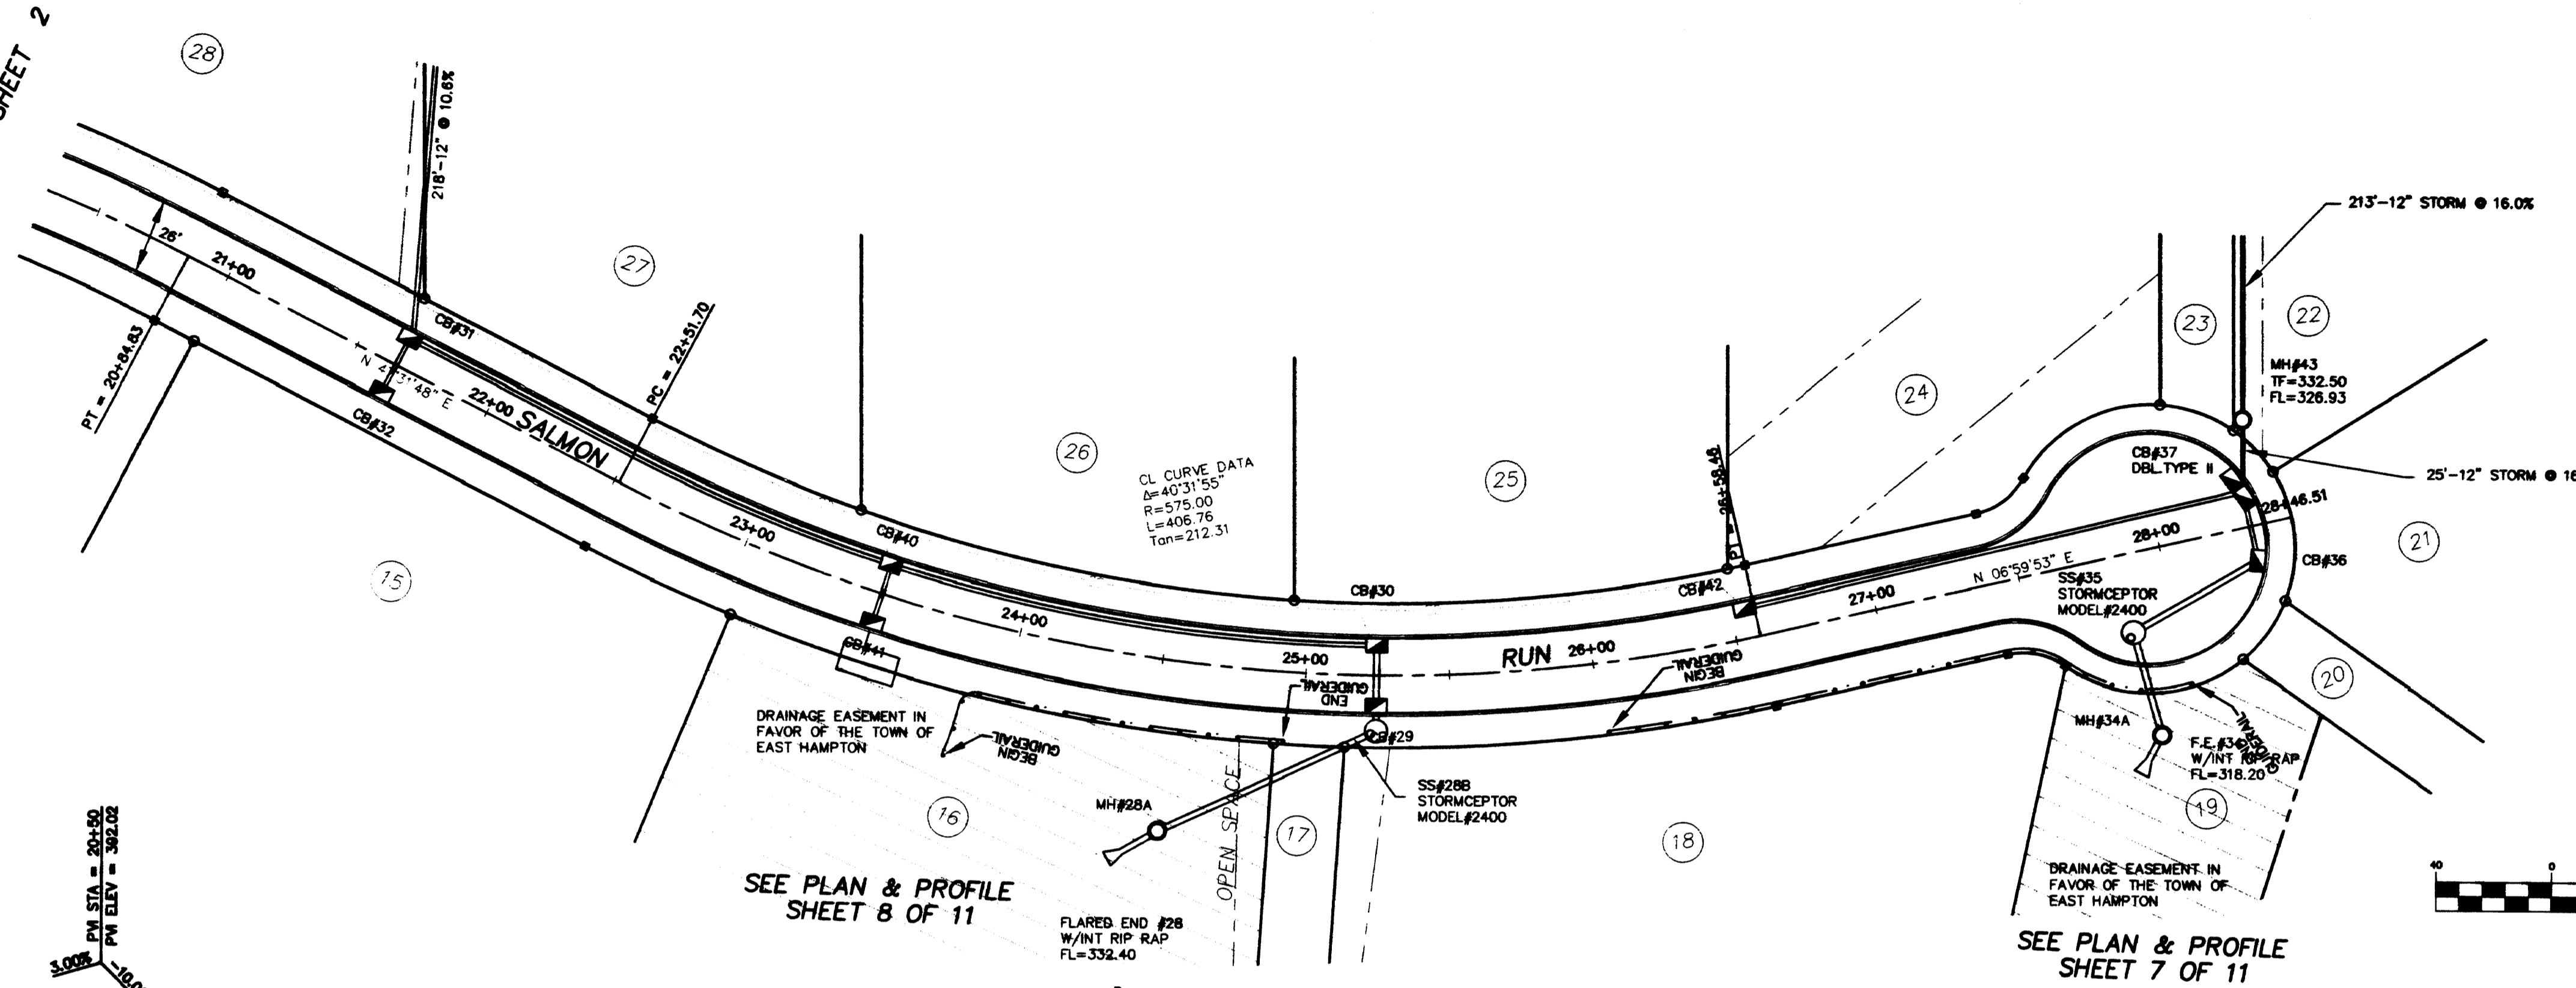 SHEET 2
28
218'-12" @ 10.6%
26'
21+00
27
CB#31
PT = 20+84.83
PC = 22+51.70
CB#32
22+00
SALMON
15
23+00
CB#40
26
CL CURVE DATA
Δ=40°31'55"
R=575.00
L=406.76
Tan=212.31
25
CB#41
24+00
CB#30
25+00
RUN
26+00
CB#42
24
27+00
N 06°59'53" E
28+00
28+46.51
23
22
213'-12" STORM @ 16.0%
MH#43
TF=332.50
FL=326.93
CB#37
DBL.TYPE II
25'-12" STORM @ 16
21
CB#36
SS#35
STORMCEPTOR
MODEL#2400
20
DRAINAGE EASEMENT IN
FAVOR OF THE TOWN OF
EAST HAMPTON
BEGIN
GUIDERAIL
END
GUIDERAIL
BEGIN
GUIDERAIL
CB#29
SS#28B
STORMCEPTOR
MODEL#2400
MH#28A
16
OPEN SPACE
17
18
MH#34A
W/INT RIP RAP
FL=318.20
19
GUIDERAIL
DRAINAGE EASEMENT IN
FAVOR OF THE TOWN OF
EAST HAMPTON
SEE PLAN & PROFILE
SHEET 8 OF 11
FLARED END #28
W/INT RIP RAP
FL=332.40
SEE PLAN & PROFILE
SHEET 7 OF 11
PVI STA = 20+50
PVI ELEV = 392.02
3.00%
40
0